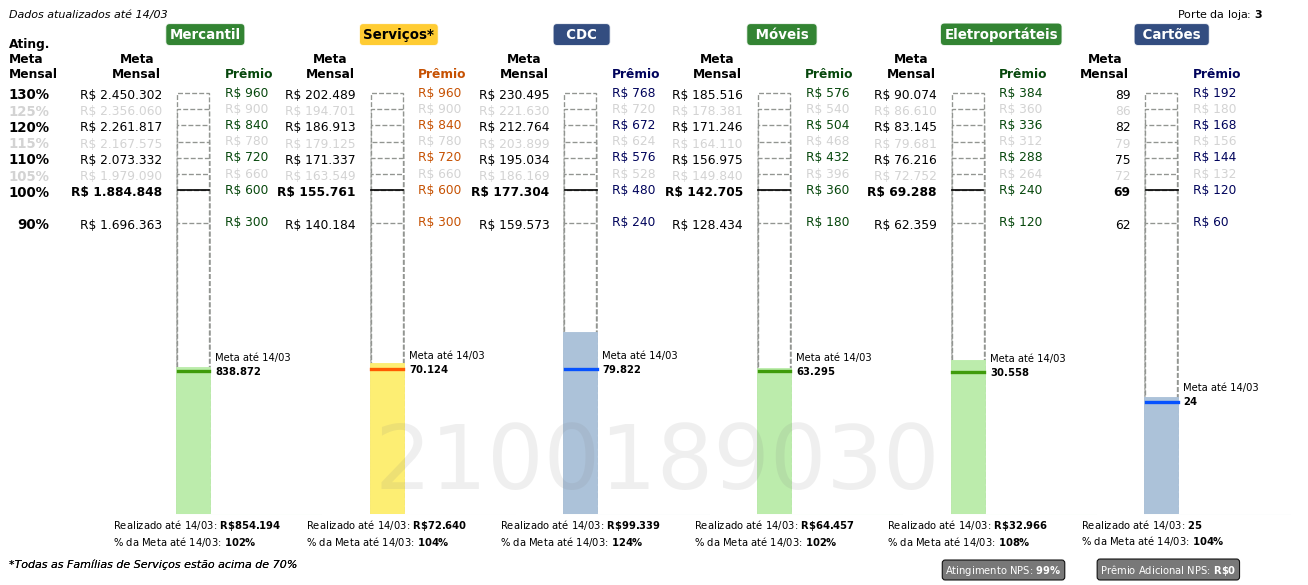 Dados atualizados até 14/03
Porte da loja: 3
Mercantil Serviços* CDC Móveis Eletroportáteis Cartões
Ating. Meta Mensal
Meta Mensal Prêmio Meta Mensal Prêmio Meta Mensal Prêmio Meta Mensal Prêmio Meta Mensal Prêmio Meta Mensal Prêmio
130% R$ 2.450.302 R$ 960 R$ 202.489 R$ 960 R$ 230.495 R$ 768 R$ 185.516 R$ 576 R$ 90.074 R$ 384 89 R$ 192
125% R$ 2.356.060 R$ 900 R$ 194.701 R$ 900 R$ 221.630 R$ 720 R$ 178.381 R$ 540 R$ 86.610 R$ 360 86 R$ 180
120% R$ 2.261.817 R$ 840 R$ 186.913 R$ 840 R$ 212.764 R$ 672 R$ 171.246 R$ 504 R$ 83.145 R$ 336 82 R$ 168
115% R$ 2.167.575 R$ 780 R$ 179.125 R$ 780 R$ 203.899 R$ 624 R$ 164.110 R$ 468 R$ 79.681 R$ 312 79 R$ 156
110% R$ 2.073.332 R$ 720 R$ 171.337 R$ 720 R$ 195.034 R$ 576 R$ 156.975 R$ 432 R$ 76.216 R$ 288 75 R$ 144
105% R$ 1.979.090 R$ 660 R$ 163.549 R$ 660 R$ 186.169 R$ 528 R$ 149.840 R$ 396 R$ 72.752 R$ 264 72 R$ 132
100% R$ 1.884.848 R$ 600 R$ 155.761 R$ 600 R$ 177.304 R$ 480 R$ 142.705 R$ 360 R$ 69.288 R$ 240 69 R$ 120
90% R$ 1.696.363 R$ 300 R$ 140.184 R$ 300 R$ 159.573 R$ 240 R$ 128.434 R$ 180 R$ 62.359 R$ 120 62 R$ 60
Meta até 14/03 Meta até 14/03 Meta até 14/03 Meta até 14/03 Meta até 14/03 Meta até 14/03
838.872 70.124 79.822 63.295 30.558 24
2100189030
Realizado até 14/03: R$854.194 Realizado até 14/03: R$72.640 Realizado até 14/03: R$99.339 Realizado até 14/03: R$64.457 Realizado até 14/03: R$32.966 Realizado até 14/03: 25
% da Meta até 14/03: 102% % da Meta até 14/03: 104% % da Meta até 14/03: 124% % da Meta até 14/03: 102% % da Meta até 14/03: 108% % da Meta até 14/03: 104%
*Todas as Famílias de Serviços estão acima de 70%
Atingimento NPS: 99% Prêmio Adicional NPS: R$0